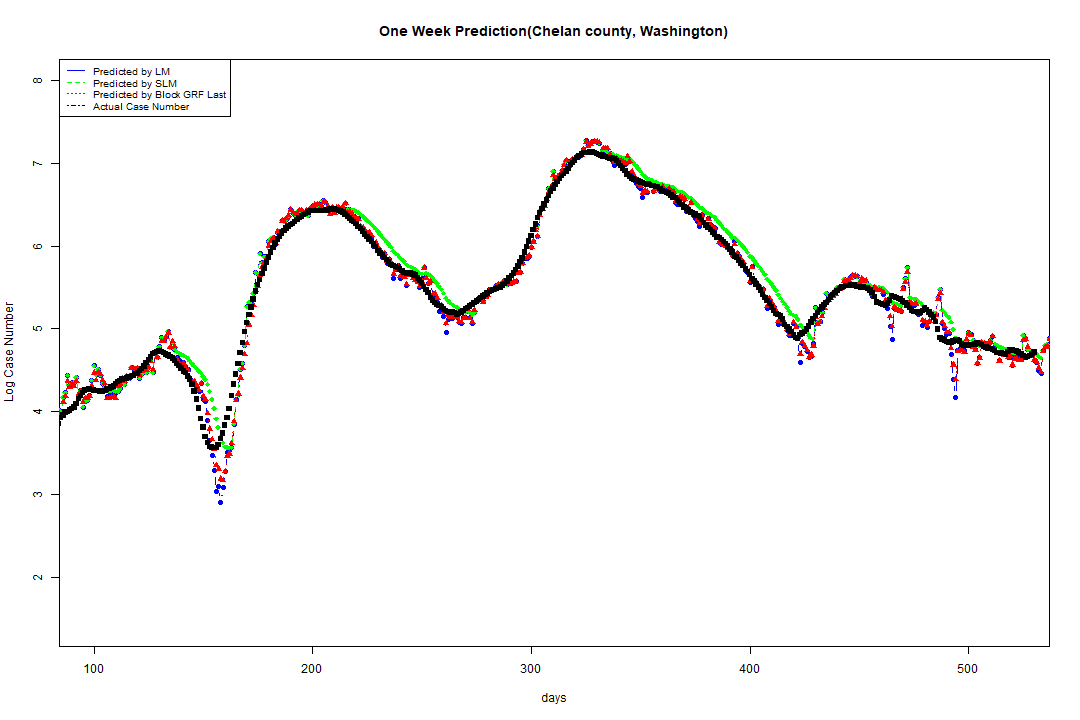 One Week Prediction(Chelan county, Washington)
Predicted by LM
Predicted by SLM
Predicted by Block GRF Last
Actual Case Number
8
7
6
5
4
3
2
Log Case Number
100 200 300 400 500
days